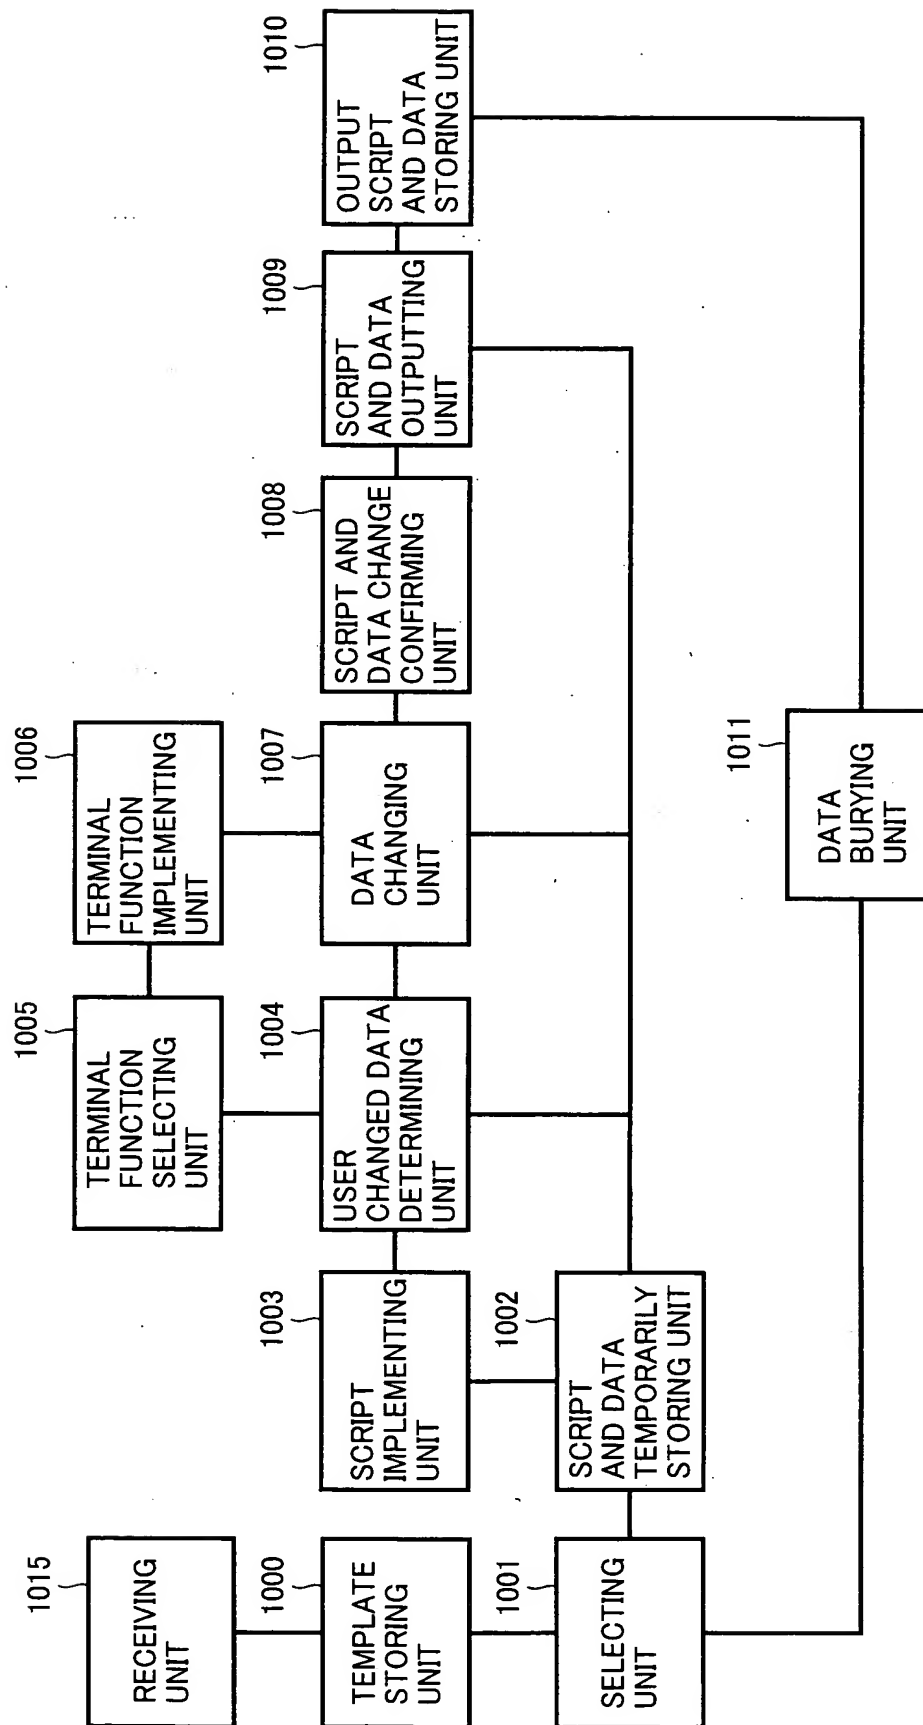 1015
RECEIVING
UNIT
1000
TEMPLATE
STORING
UNIT
1001
SELECTING
UNIT
1002
SCRIPT
AND DATA
TEMPORARILY
STORING UNIT
1003
SCRIPT
IMPLEMENTING
UNIT
1004
USER
CHANGED DATA
DETERMINING
UNIT
1005
TERMINAL
FUNCTION
SELECTING
UNIT
1006
TERMINAL
FUNCTION
IMPLEMENTING
UNIT
1007
DATA
CHANGING
UNIT
1008
SCRIPT AND
DATA CHANGE
CONFIRMING
UNIT
1009
SCRIPT
AND DATA
OUTPUTTING
UNIT
1010
OUTPUT
SCRIPT
AND DATA
STORING UNIT
1011
DATA
BURYING
UNIT